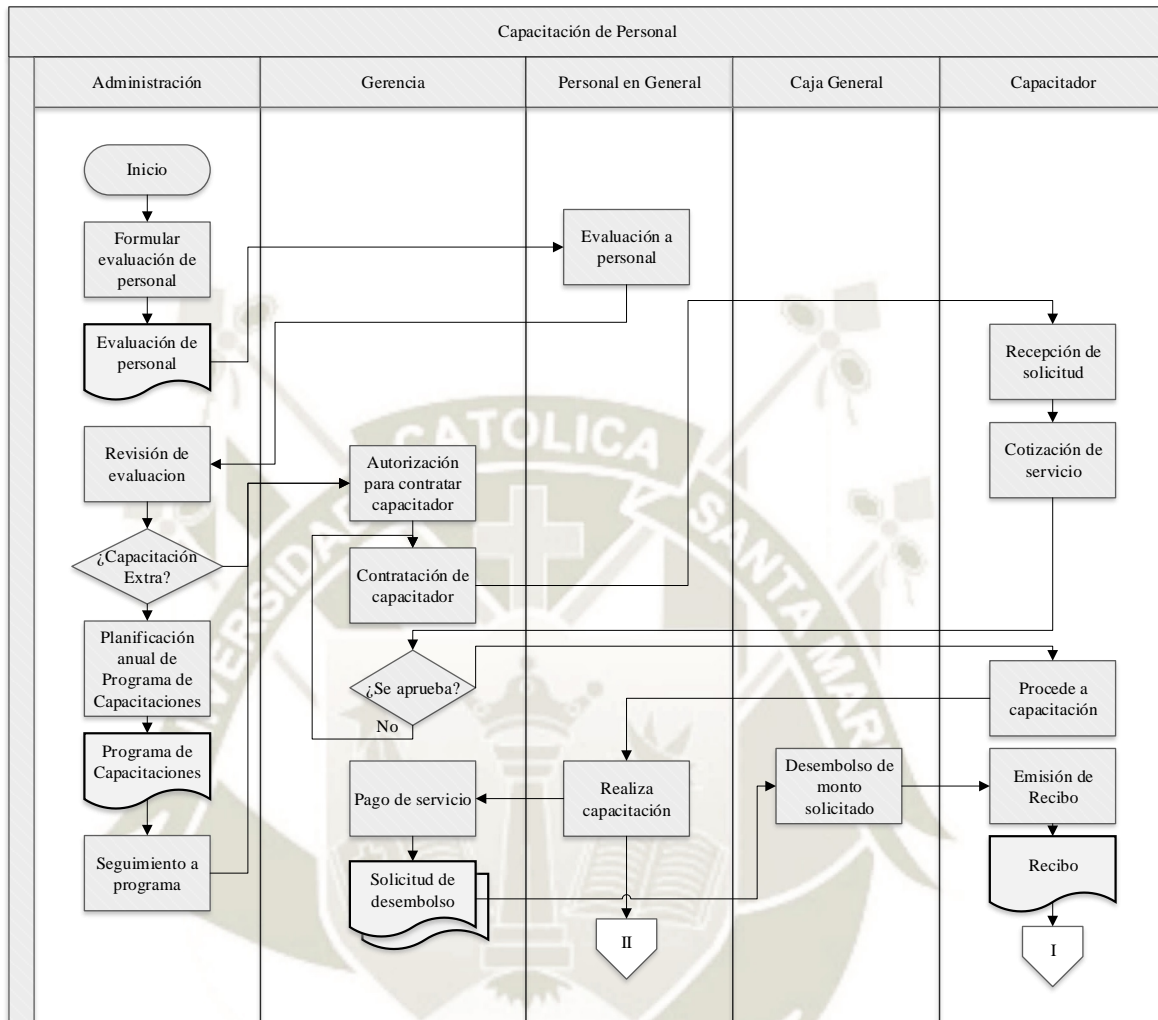 Capacitación de Personal
Administración
Gerencia
Personal en General
Caja General
Capacitador
Inicio
Formular
evaluación de
personal
Evaluación de
personal
Revisión de
evaluacion
¿Capacitación
Extra?
Planificación
anual de
Programa de
Capacitaciones
Programa de
Capacitaciones
Seguimiento a
programa
Autorización
para contratar
capacitador
Contratación de
capacitador
¿Se aprueba?
No
Pago de servicio
Solicitud de
desembolso
Evaluación a
personal
Realiza
capacitación
II
Desembolso de
monto
solicitado
Recepción de
solicitud
Cotización de
servicio
Procede a
capacitación
Emisión de
Recibo
Recibo
I
CATOLICA
SANTA MAR